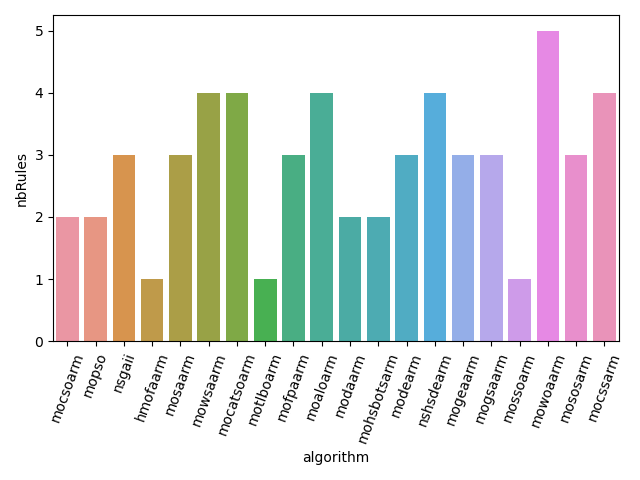 nbRules
5
4
3
2
1
0
mocsoarm
mopso
nsgaii
hmofaarm
mosaarm
mowsaarm
mocatsoarm
motlboarm
mofpaarm
moaloarm
modaarm
mohsbotsarm
modearm
nshsdearm
mogeaarm
mogsaarm
mossoarm
mowoaarm
mososarm
mocssarm
algorithm